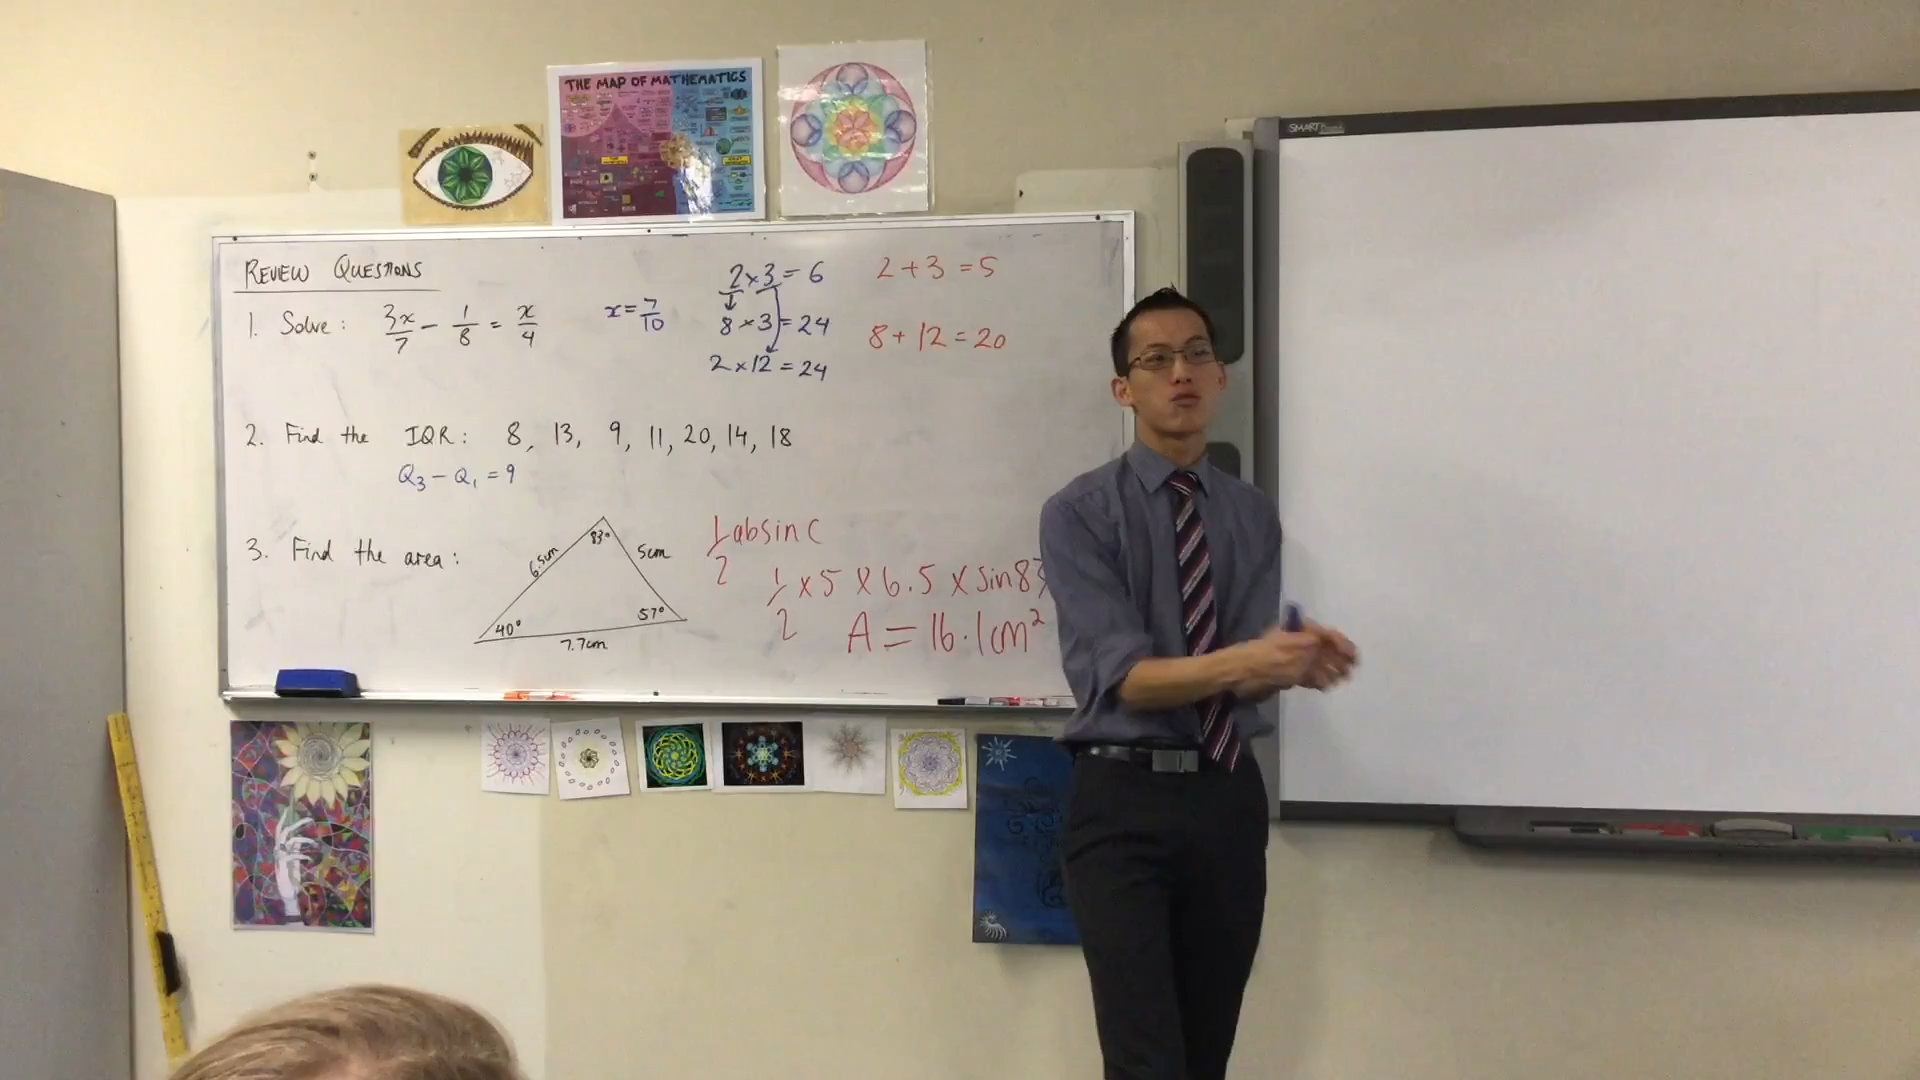 THE MAP OF MATHEMATICS
SMART
REVIEW QUESTIONS
1. Solve: 3x/7 - 1/8 = x/4
x = 7/10
2 × 3 = 6
8 × 3 = 24
2 × 12 = 24
2 + 3 = 5
8 + 12 = 20
2. Find the IQR: 8, 13, 9, 11, 20, 14, 18
Q₃ - Q₁ = 9
3. Find the area:
83°
6.5cm
5cm
40°
57°
7.7cm
1/2 absin C
1/2 × 5 × 6.5 × sin 83
A = 16.1cm²